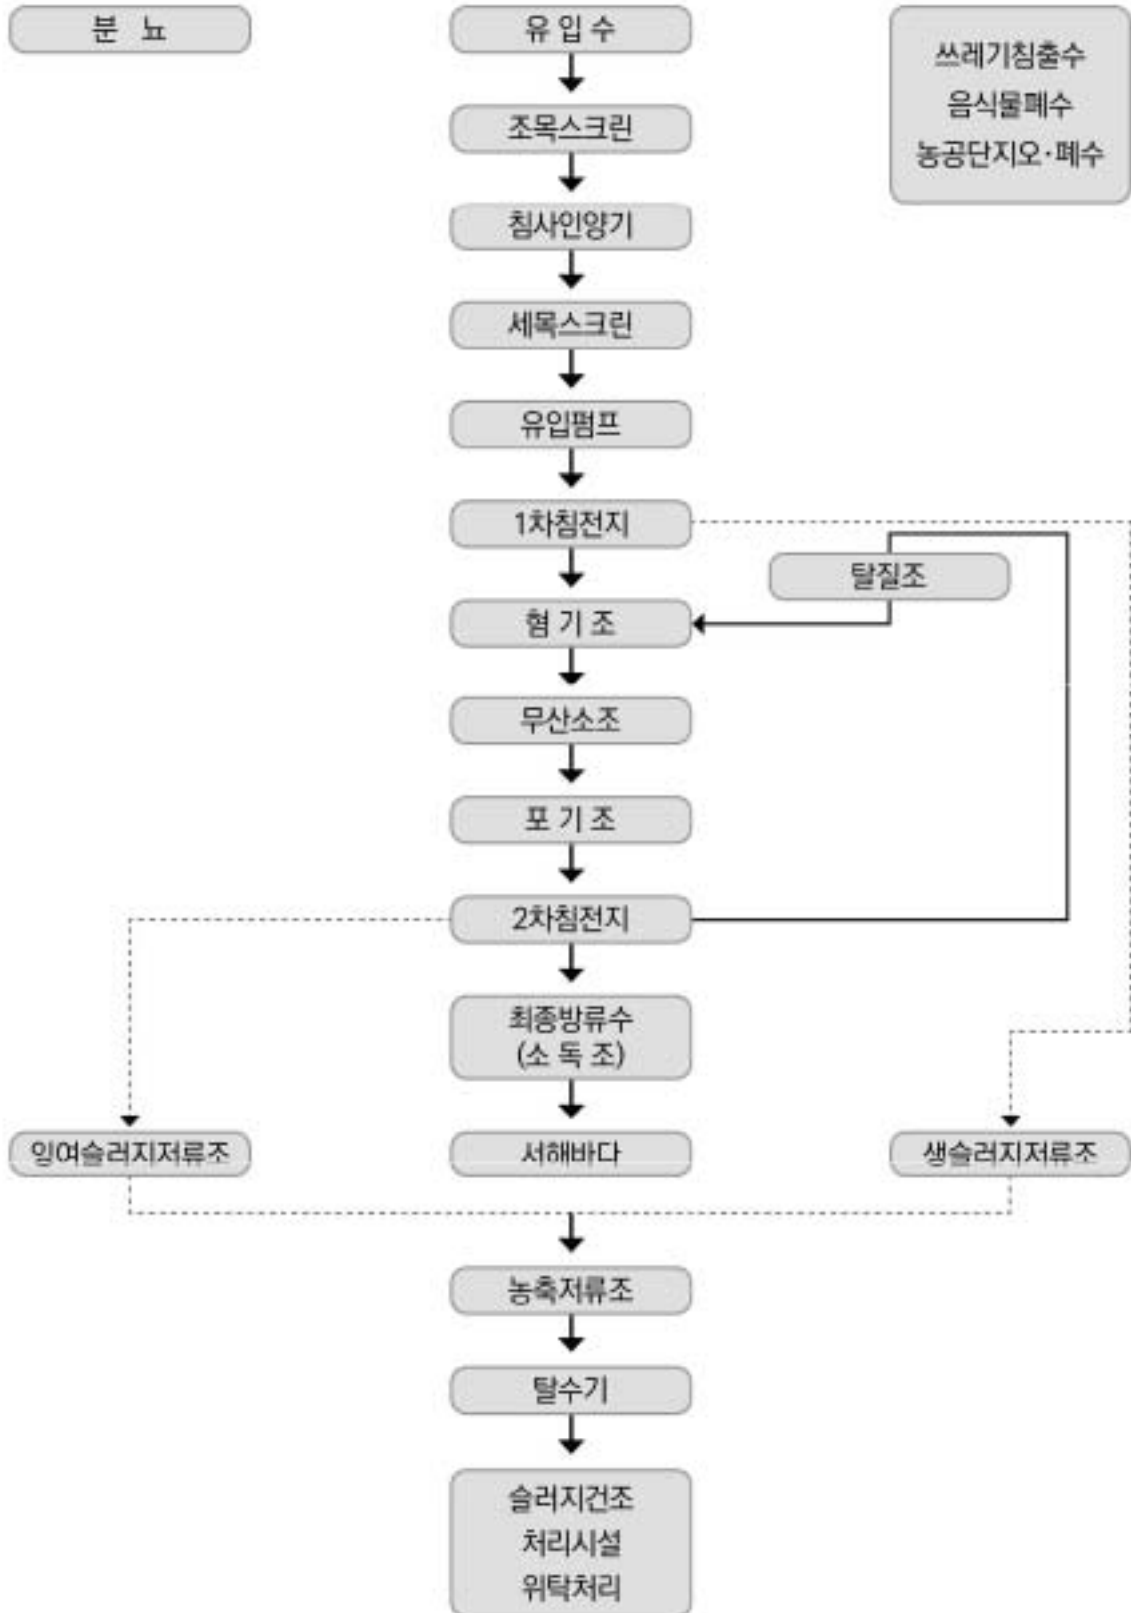 분 뇨
유 입 수
쓰레기침출수
음식물폐수
농공단지오·폐수
조목스크린
침사인양기
세목스크린
유입펌프
1차침전지
탈질조
혐 기 조
무산소조
포 기 조
2차침전지
최종방류수
(소 독 조)
잉여슬러지저류조
서해바다
생슬러지저류조
농축저류조
탈수기
슬러지건조
처리시설
위탁처리